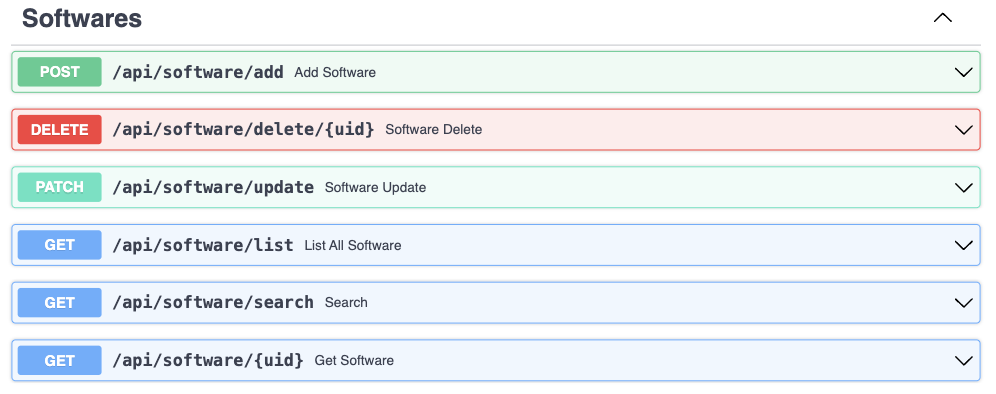 Softwares
POST /api/software/add Add Software
DELETE /api/software/delete/{uid} Software Delete
PATCH /api/software/update Software Update
GET /api/software/list List All Software
GET /api/software/search Search
GET /api/software/{uid} Get Software